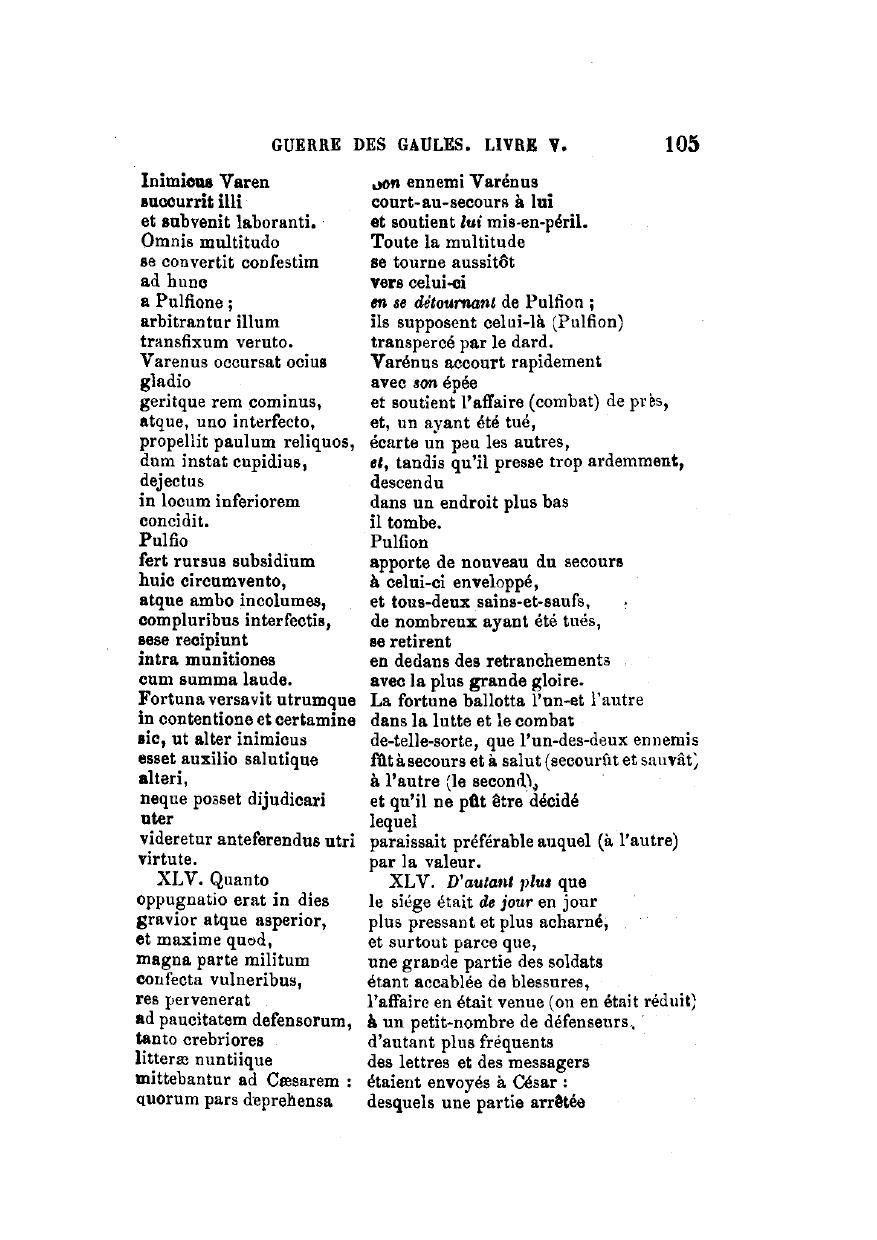 GUERRE DES GAULES. LIVRE V. 105
Inimicus Varen son ennemi Varénus
succurrit illi court-au-secours à lui
et subvenit laboranti. et soutient lui mis-en-péril.
Omnis multitudo Toute la multitude
se convertit confestim se tourne aussitôt
ad hunc vers celui-ci
a Pulfione ; en se détournant de Pulfion ;
arbitrantur illum ils supposent celui-là (Pulfion)
transfixum veruto. transpercé par le dard.
Varenus occursat ocius Varénus accourt rapidement
gladio avec son épée
geritque rem cominus, et soutient l'affaire (combat) de près,
atque, uno interfecto, et, un ayant été tué,
propellit paulum reliquos, écarte un peu les autres,
dum instat cupidius, et, tandis qu'il presse trop ardemment,
dejectus descendu
in locum inferiorem dans un endroit plus bas
concidit. il tombe.
Pulfio Pulfion
fert rursus subsidium apporte de nouveau du secours
huic circumvento, à celui-ci enveloppé,
atque ambo incolumes, et tous-deux sains-et-saufs,
compluribus interfectis, de nombreux ayant été tués,
sese recipiunt se retirent
intra munitiones en dedans des retranchements
cum summa laude. avec la plus grande gloire.
Fortuna versavit utrumque La fortune ballotta l'un-et l'autre
in contentione et certamine dans la lutte et le combat
sic, ut alter inimicus de-telle-sorte, que l'un-des-deux ennemis
esset auxilio salutique fût à secours et à salut (secourût et sauvât)
alteri, à l'autre (le second),
neque posset dijudicari et qu'il ne pût être décidé
uter lequel
videretur anteferendus utri paraissait préférable auquel (à l'autre)
virtute. par la valeur.
XLV. Quanto XLV. D'autant plus que
oppugnatio erat in dies le siége était de jour en jour
gravior atque asperior, plus pressant et plus acharné,
et maxime quod, et surtout parce que,
magna parte militum une grande partie des soldats
confecta vulneribus, étant accablée de blessures,
res pervenerat l'affaire en était venue (on en était réduit)
ad paucitatem defensorum, à un petit-nombre de défenseurs,
tanto crebriores d'autant plus fréquents
litteræ nuntiique des lettres et des messagers
mittebantur ad Cæsarem : étaient envoyés à César :
quorum pars deprehensa desquels une partie arrêtée